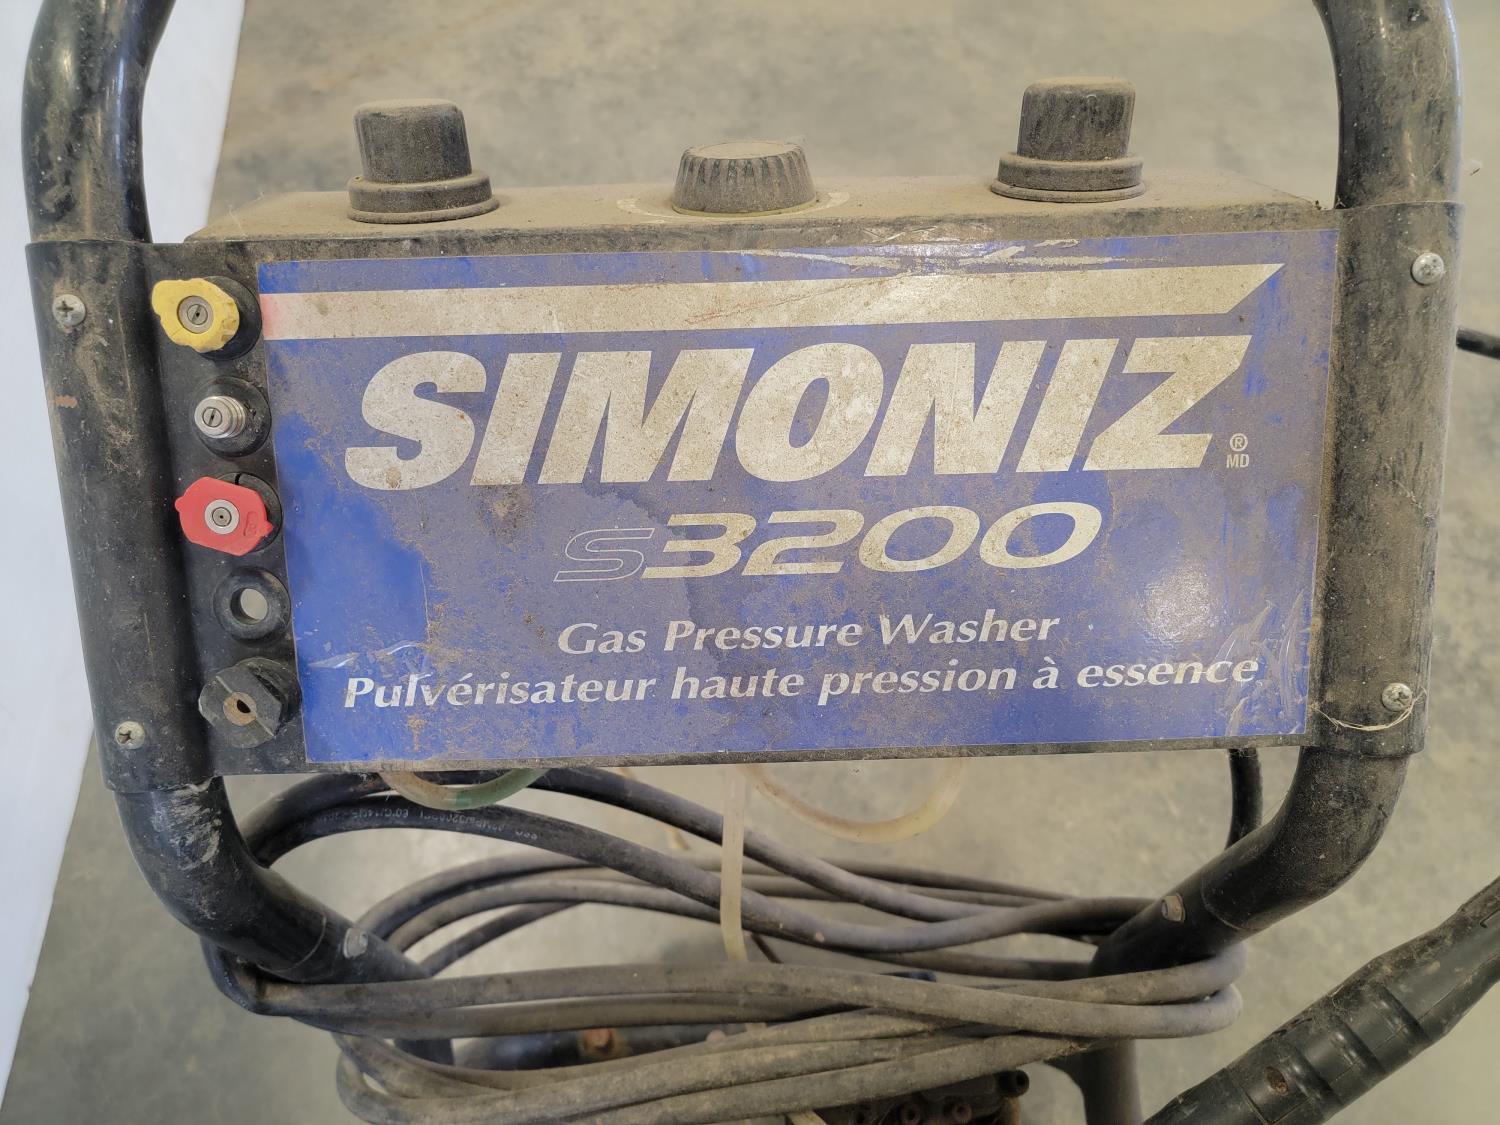 SIMONIZ
® MD
S3200
Gas Pressure Washer
Pulvérisateur haute pression à essence